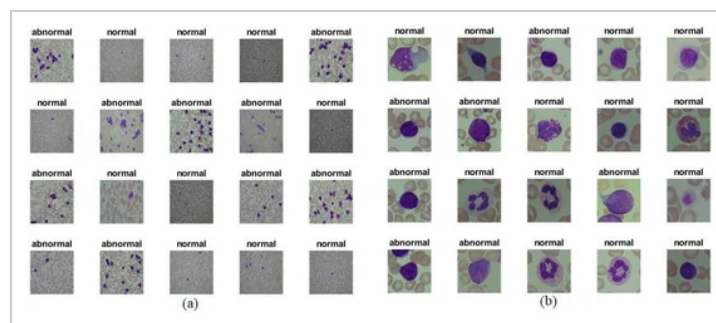 abnormal normal normal normal abnormal
normal abnormal abnormal abnormal normal
abnormal normal normal abnormal abnormal
abnormal abnormal normal normal normal
(a)
normal normal abnormal normal normal
abnormal abnormal normal normal normal
abnormal normal normal abnormal normal
abnormal abnormal normal normal normal
(b)